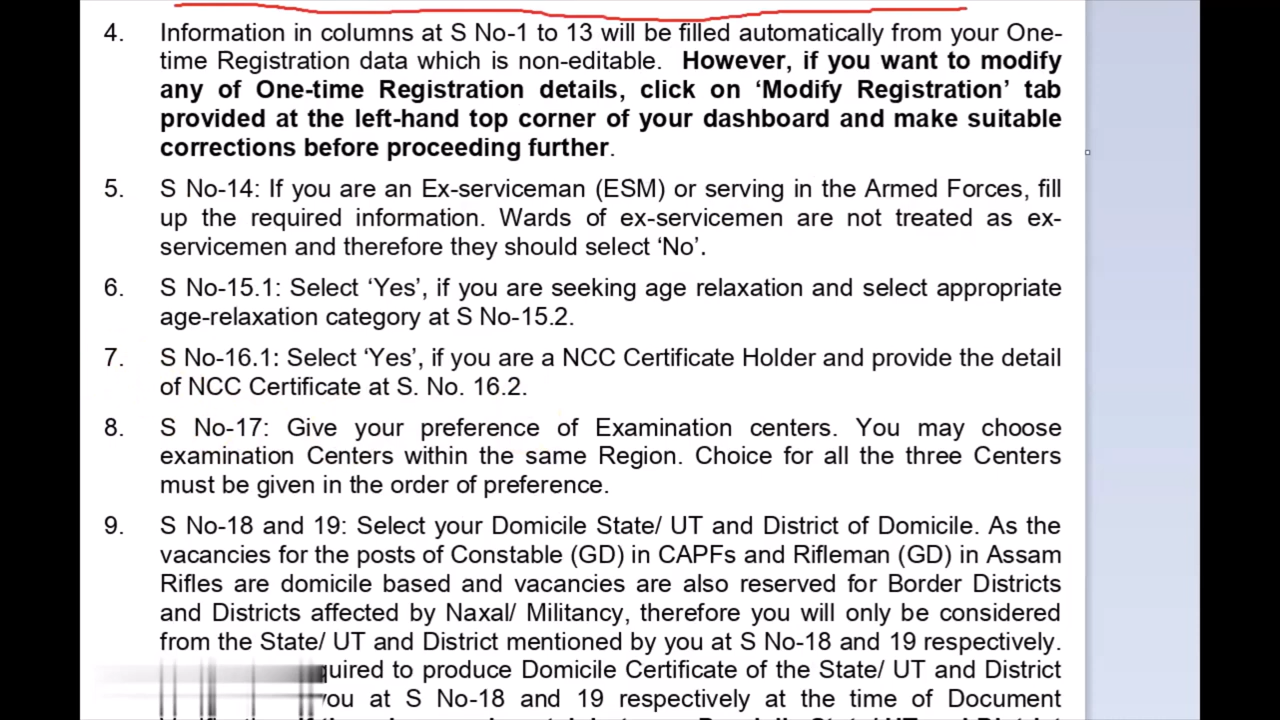 4. Information in columns at S No-1 to 13 will be filled automatically from your One-
time Registration data which is non-editable. However, if you want to modify
any of One-time Registration details, click on ‘Modify Registration’ tab
provided at the left-hand top corner of your dashboard and make suitable
corrections before proceeding further.
5. S No-14: If you are an Ex-serviceman (ESM) or serving in the Armed Forces, fill
up the required information. Wards of ex-servicemen are not treated as ex-
servicemen and therefore they should select ‘No’.
6. S No-15.1: Select ‘Yes’, if you are seeking age relaxation and select appropriate
age-relaxation category at S No-15.2.
7. S No-16.1: Select ‘Yes’, if you are a NCC Certificate Holder and provide the detail
of NCC Certificate at S. No. 16.2.
8. S No-17: Give your preference of Examination centers. You may choose
examination Centers within the same Region. Choice for all the three Centers
must be given in the order of preference.
9. S No-18 and 19: Select your Domicile State/ UT and District of Domicile. As the
vacancies for the posts of Constable (GD) in CAPFs and Rifleman (GD) in Assam
Rifles are domicile based and vacancies are also reserved for Border Districts
and Districts affected by Naxal/ Militancy, therefore you will only be considered
from the State/ UT and District mentioned by you at S No-18 and 19 respectively.
to produce Domicile Certificate of the State/ UT and District
at S No-18 and 19 respectively at the time of Document